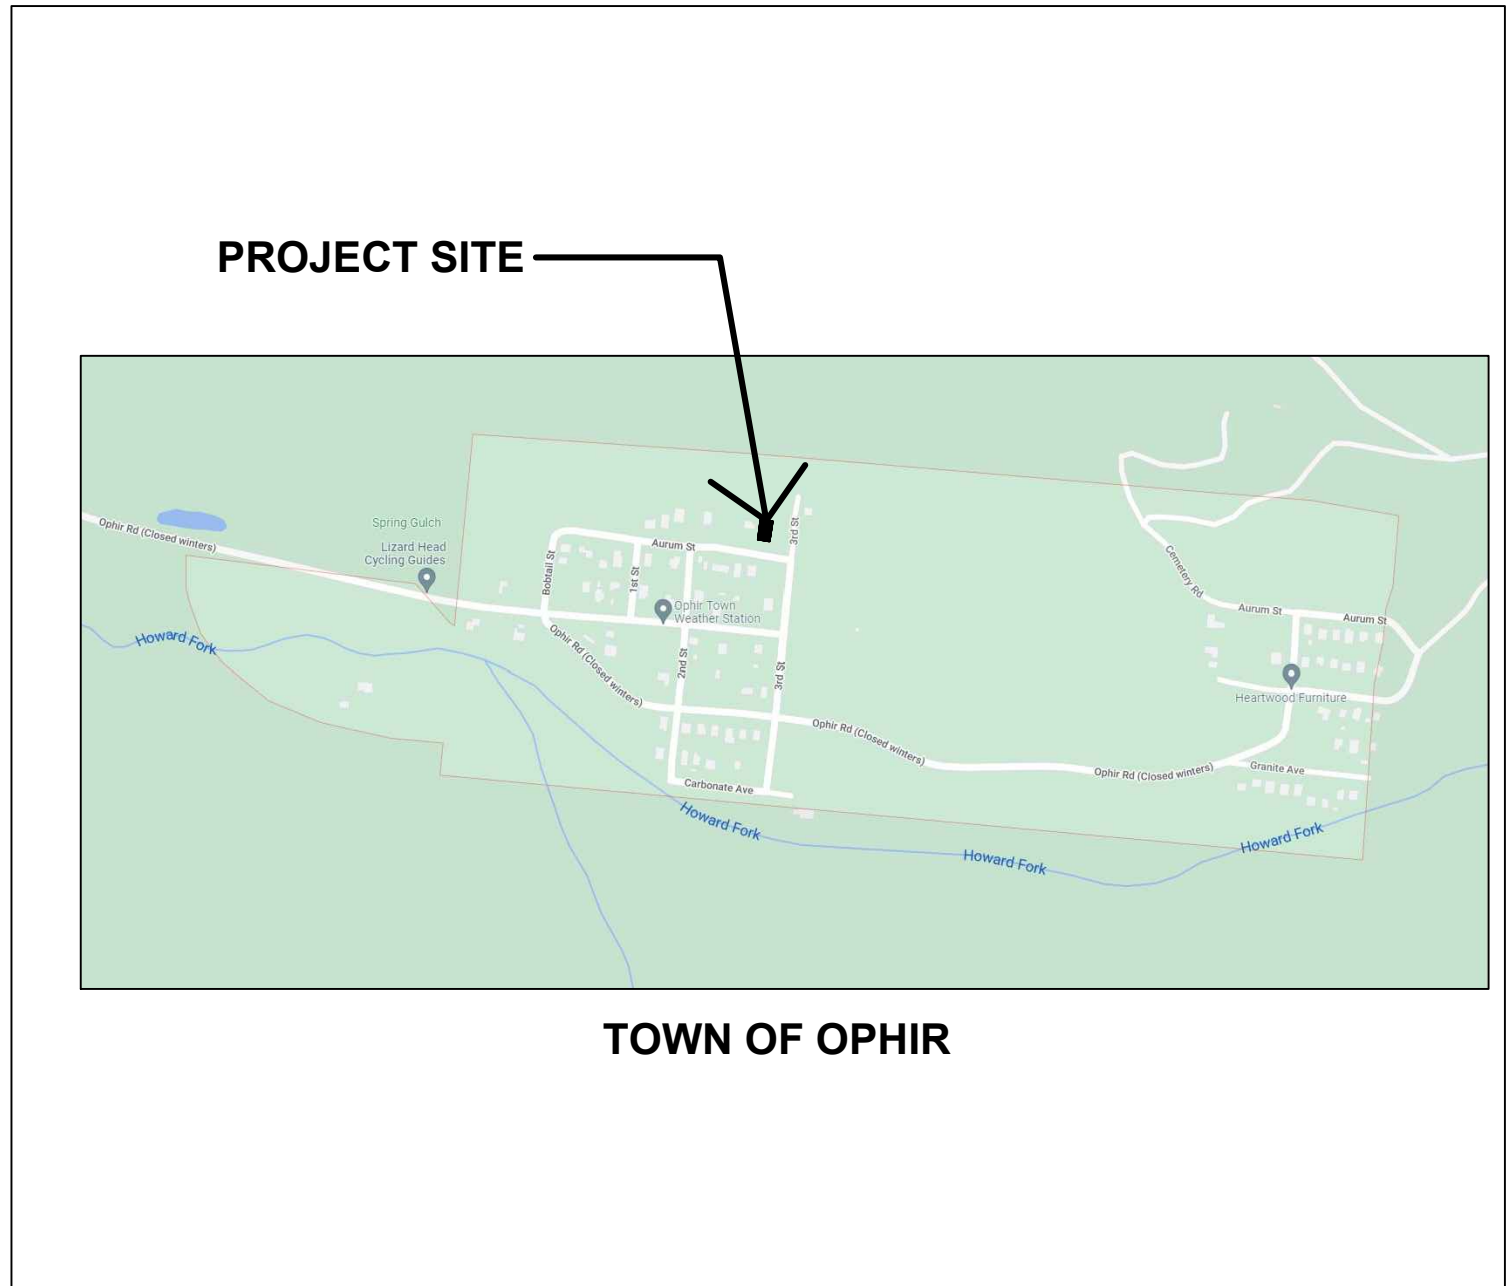 PROJECT SITE
Ophir Rd (Closed winters)
Spring Gulch
Lizard Head
Cycling Guides
Aurum St
3rd St
Bobtail St
1st St
Ophir Town
Weather Station
Cemetery Rd
Aurum St
Aurum St
Howard Fork
Ophir Rd (Closed winters)
2nd St
3rd St
Heartwood Furniture
Ophir Rd (Closed winters)
Ophir Rd (Closed winters)
Granite Ave
Carbonate Ave
Howard Fork
Howard Fork
Howard Fork
TOWN OF OPHIR